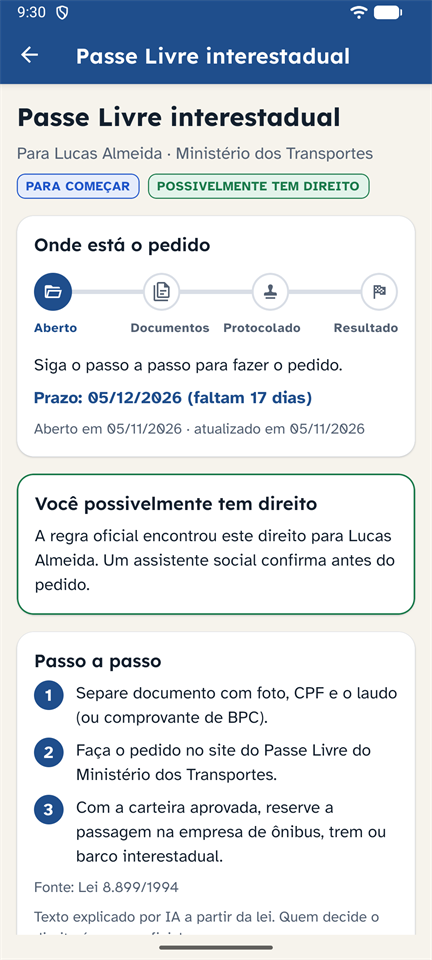 9:30
Passe Livre interestadual
Passe Livre interestadual
Para Lucas Almeida · Ministério dos Transportes
PARA COMEÇAR
POSSIVELMENTE TEM DIREITO
Onde está o pedido
Aberto
Documentos
Protocolado
Resultado
Siga o passo a passo para fazer o pedido.
Prazo: 05/12/2026 (faltam 17 dias)
Aberto em 05/11/2026 · atualizado em 05/11/2026
Você possivelmente tem direito
A regra oficial encontrou este direito para Lucas
Almeida. Um assistente social confirma antes do
pedido.
Passo a passo
1
Separe documento com foto, CPF e o laudo
(ou comprovante de BPC).
2
Faça o pedido no site do Passe Livre do
Ministério dos Transportes.
3
Com a carteira aprovada, reserve a
passagem na empresa de ônibus, trem ou
barco interestadual.
Fonte: Lei 8.899/1994
Texto explicado por IA a partir da lei. Quem decide o